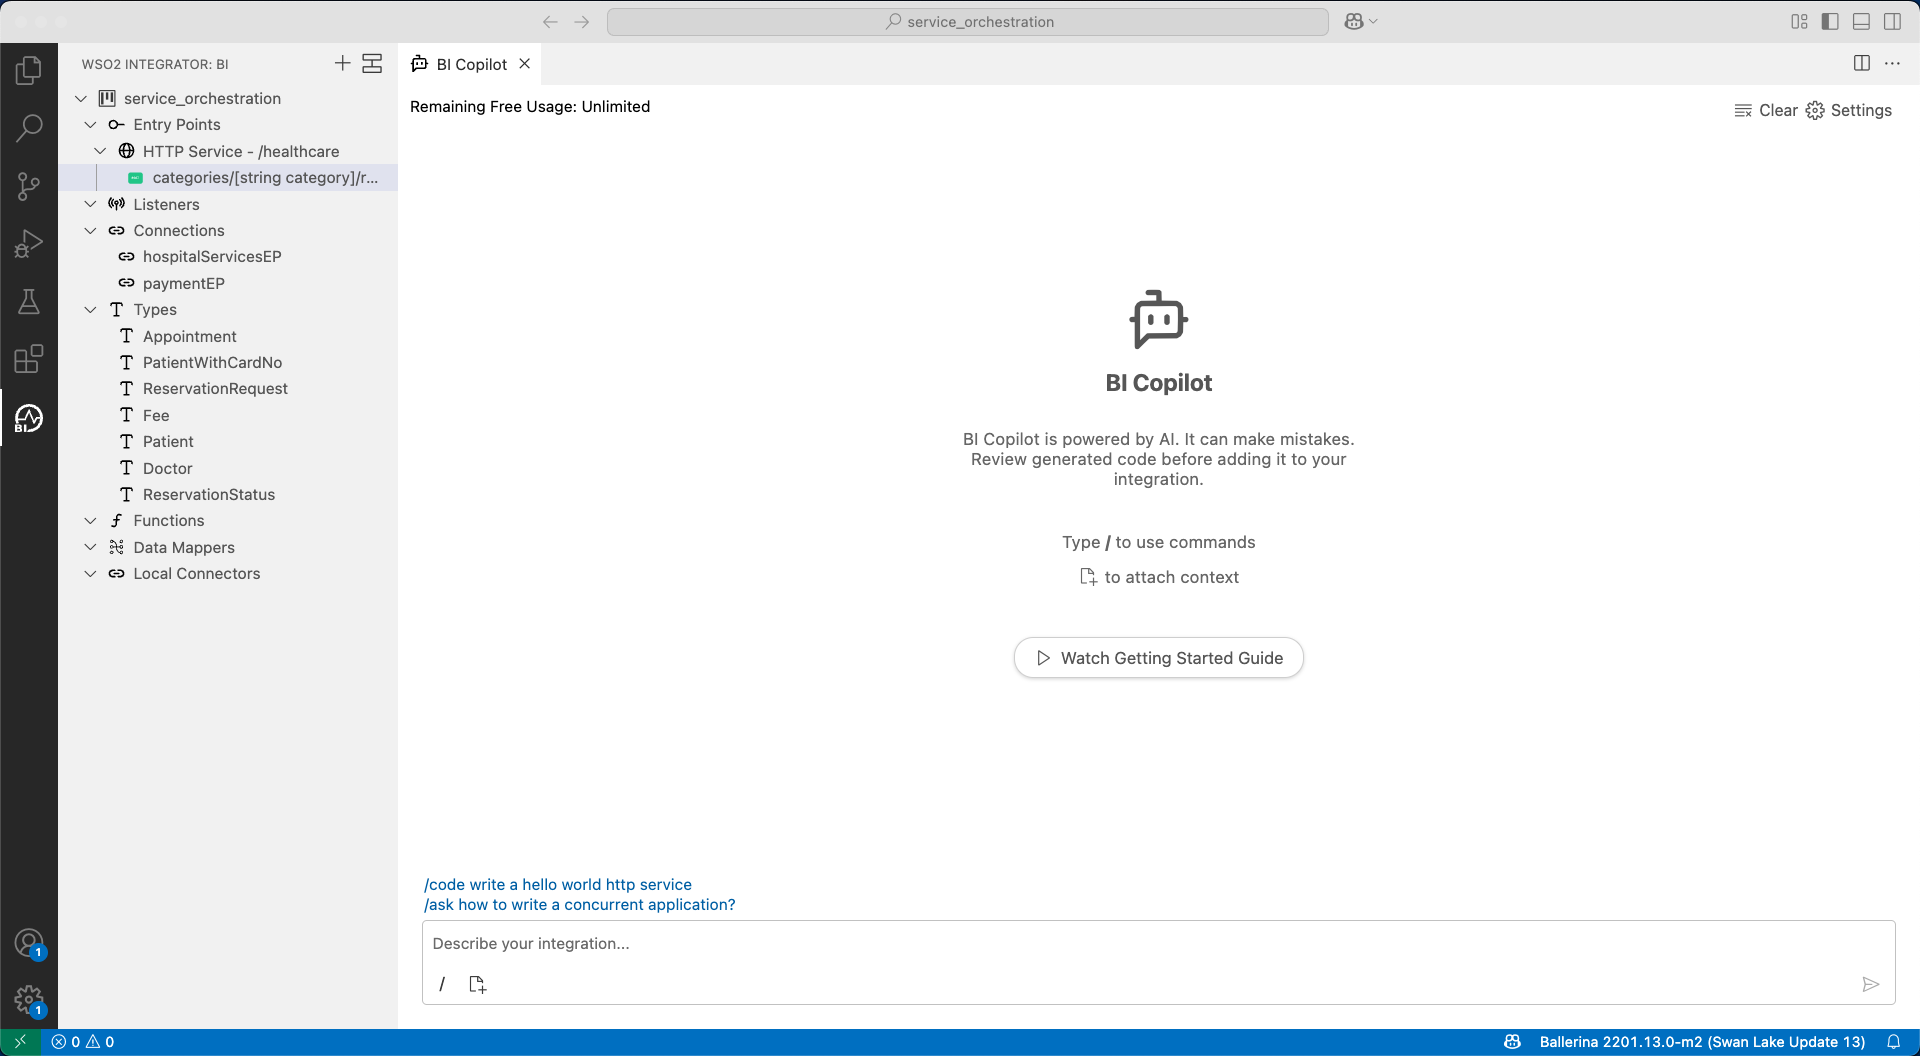 service_orchestration
WSO2 INTEGRATOR: BI
service_orchestration
Entry Points
HTTP Service - /healthcare
categories/[string category]/r...
Listeners
Connections
hospitalServicesEP
paymentEP
Types
Appointment
PatientWithCardNo
ReservationRequest
Fee
Patient
Doctor
ReservationStatus
Functions
Data Mappers
Local Connectors
BI
1
1
BI Copilot
Remaining Free Usage: Unlimited
Clear
Settings
BI Copilot
BI Copilot is powered by AI. It can make mistakes.
Review generated code before adding it to your
integration.
Type / to use commands
to attach context
Watch Getting Started Guide
/code write a hello world http service
/ask how to write a concurrent application?
Describe your integration...
/
0 0
Ballerina 2201.13.0-m2 (Swan Lake Update 13)